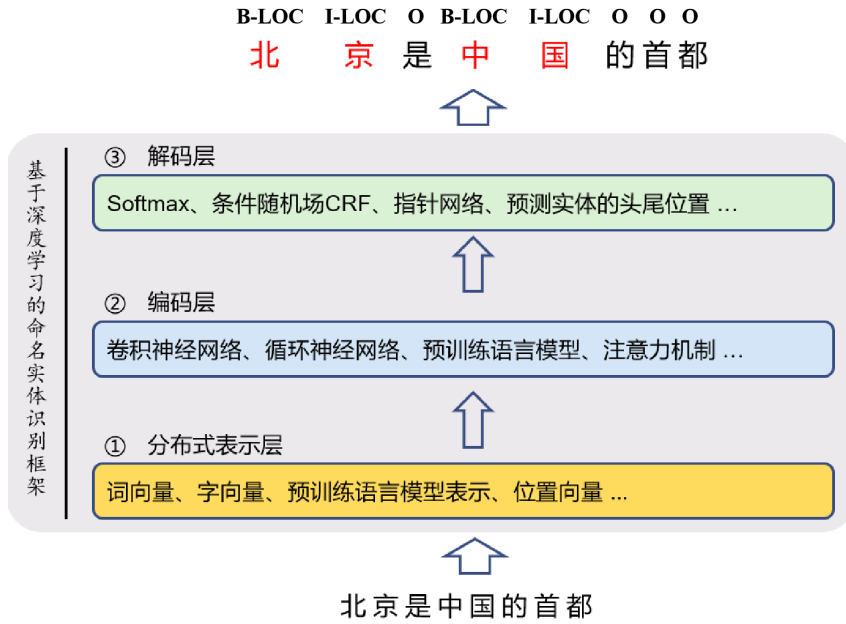 B-LOC I-LOC O B-LOC I-LOC O O O
北 京 是 中 国 的 首 都
基于深度学习的命名实体识别框架
③ 解码层
Softmax、条件随机场CRF、指针网络、预测实体的头尾位置 ...
② 编码层
卷积神经网络、循环神经网络、预训练语言模型、注意力机制 ...
① 分布式表示层
词向量、字向量、预训练语言模型表示、位置向量 ...
北京是中国的首都